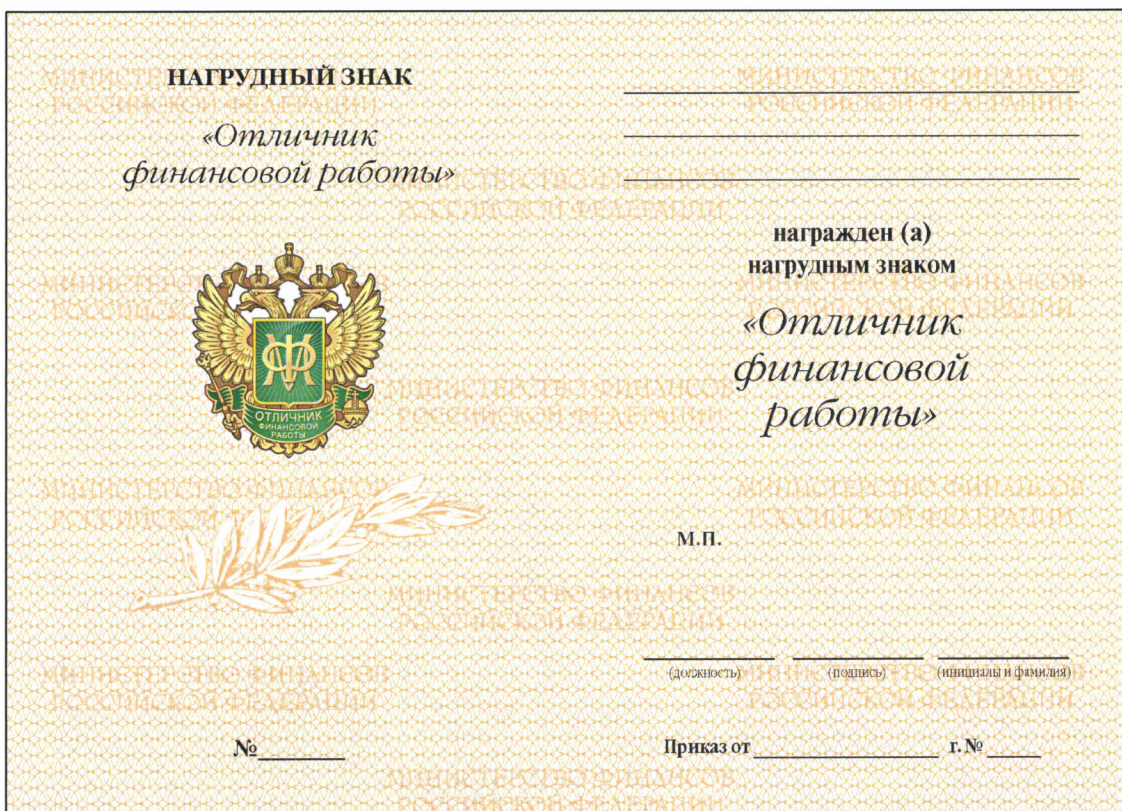 НАГРУДНЫЙ ЗНАК
«Отличник
финансовой работы»
ОТЛИЧНИК
ФИНАНСОВОЙ
РАБОТЫ
№
награжден (а)
нагрудным знаком
«Отличник
финансовой
работы»
М.П.
(должность) (подпись) (инициалы и фамилия)
Приказ от г. №
МИНИСТЕРСТВО ФИНАНСОВ
РОССИЙСКОЙ ФЕДЕРАЦИИ